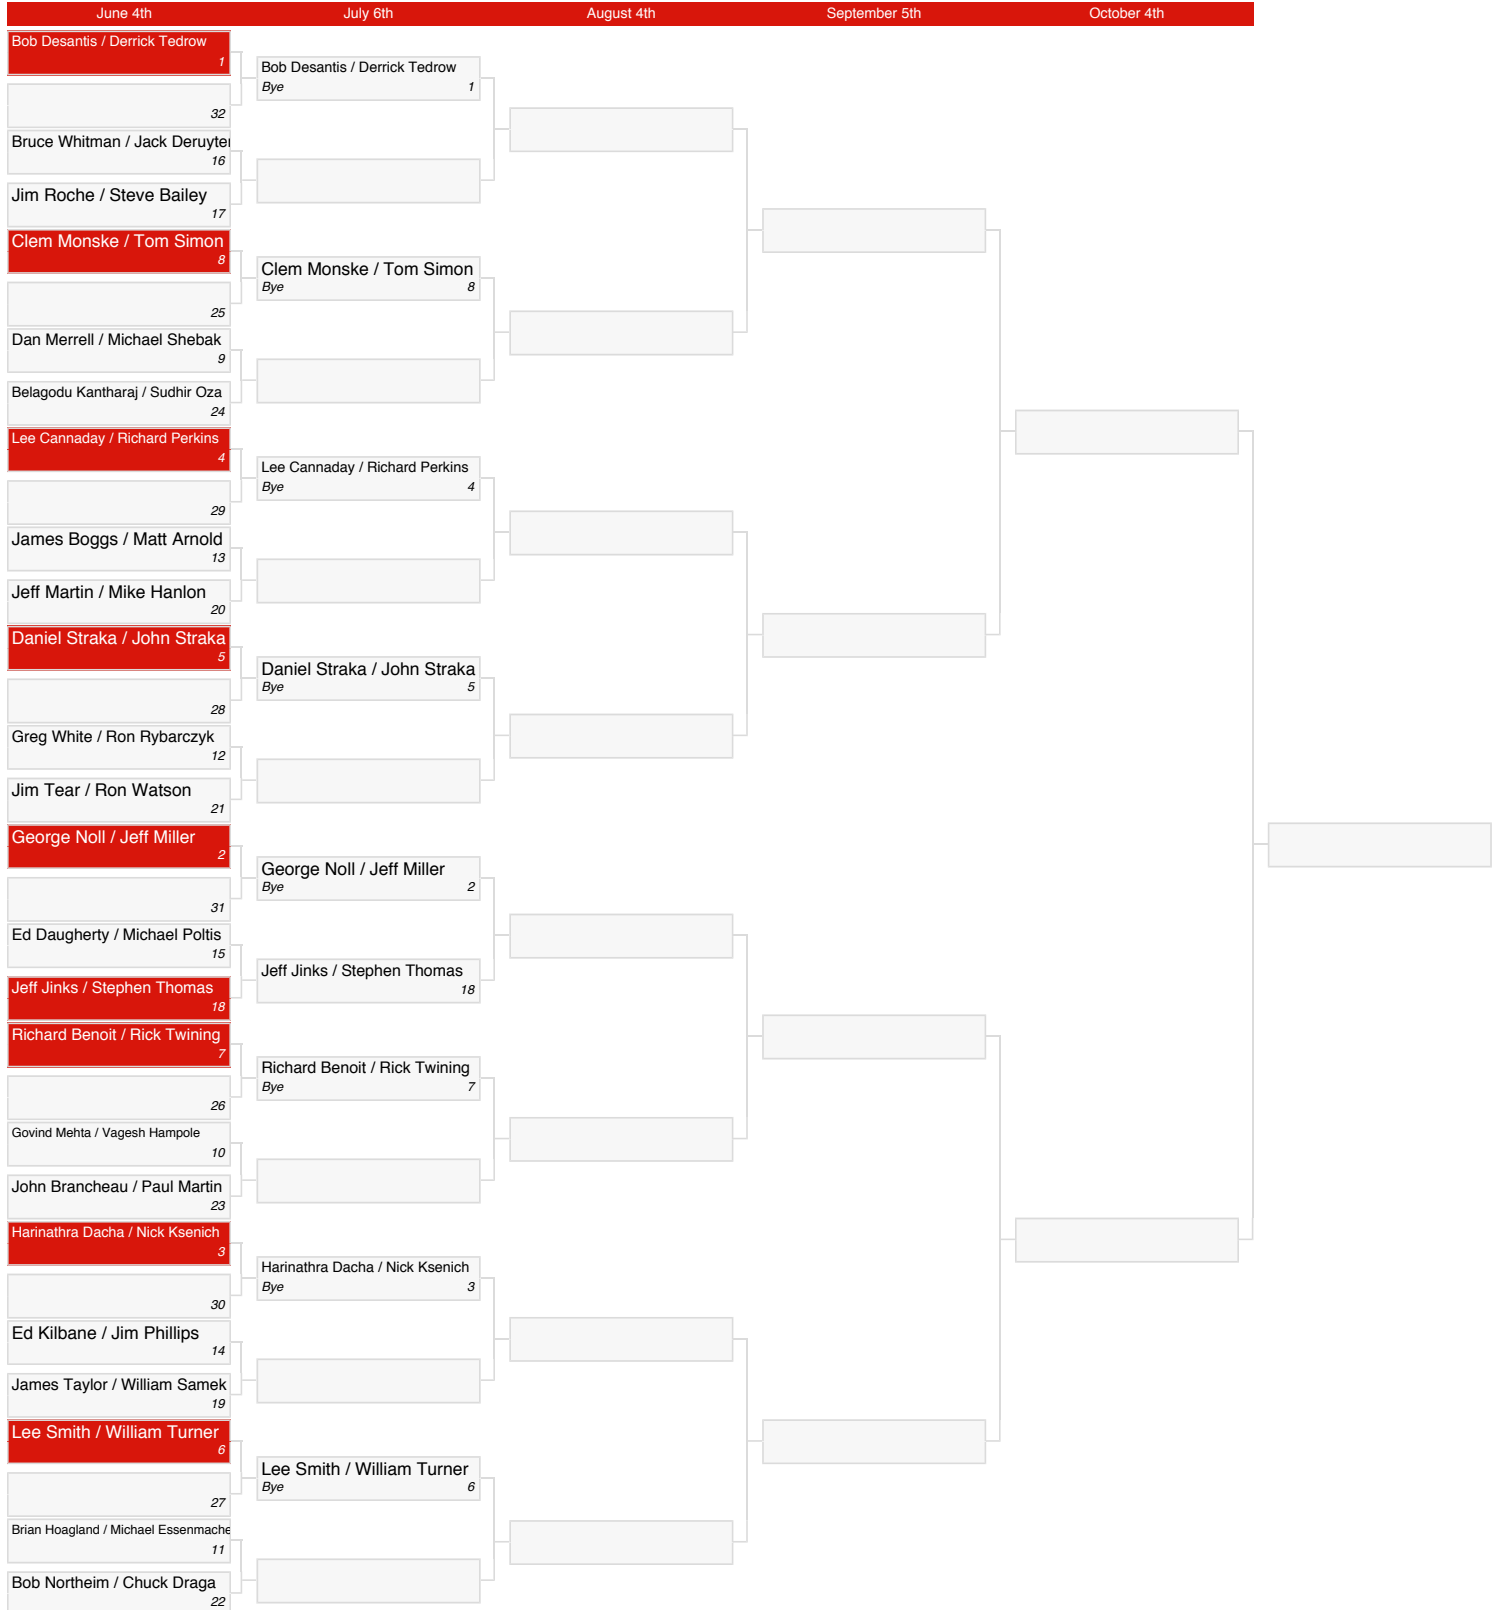 June 4th
July 6th
August 4th
September 5th
October 4th
Bob Desantis / Derrick Tedrow
1
32
Bruce Whitman / Jack Deruyter
16
Jim Roche / Steve Bailey
17
Clem Monske / Tom Simon
8
25
Dan Merrell / Michael Shebak
9
Belagodu Kantharaj / Sudhir Oza
24
Lee Cannaday / Richard Perkins
4
29
James Boggs / Matt Arnold
13
Jeff Martin / Mike Hanlon
20
Daniel Straka / John Straka
5
28
Greg White / Ron Rybarczyk
12
Jim Tear / Ron Watson
21
George Noll / Jeff Miller
2
31
Ed Daugherty / Michael Poltis
15
Jeff Jinks / Stephen Thomas
18
Richard Benoit / Rick Twining
7
26
Govind Mehta / Vagesh Hampole
10
John Brancheau / Paul Martin
23
Harinathra Dacha / Nick Ksenich
3
30
Ed Kilbane / Jim Phillips
14
James Taylor / William Samek
19
Lee Smith / William Turner
6
27
Brian Hoagland / Michael Essenmache
11
Bob Northeim / Chuck Draga
22
Bob Desantis / Derrick Tedrow
Bye 1
Clem Monske / Tom Simon
Bye 8
Lee Cannaday / Richard Perkins
Bye 4
Daniel Straka / John Straka
Bye 5
George Noll / Jeff Miller
Bye 2
Jeff Jinks / Stephen Thomas
18
Richard Benoit / Rick Twining
Bye 7
Harinathra Dacha / Nick Ksenich
Bye 3
Lee Smith / William Turner
Bye 6